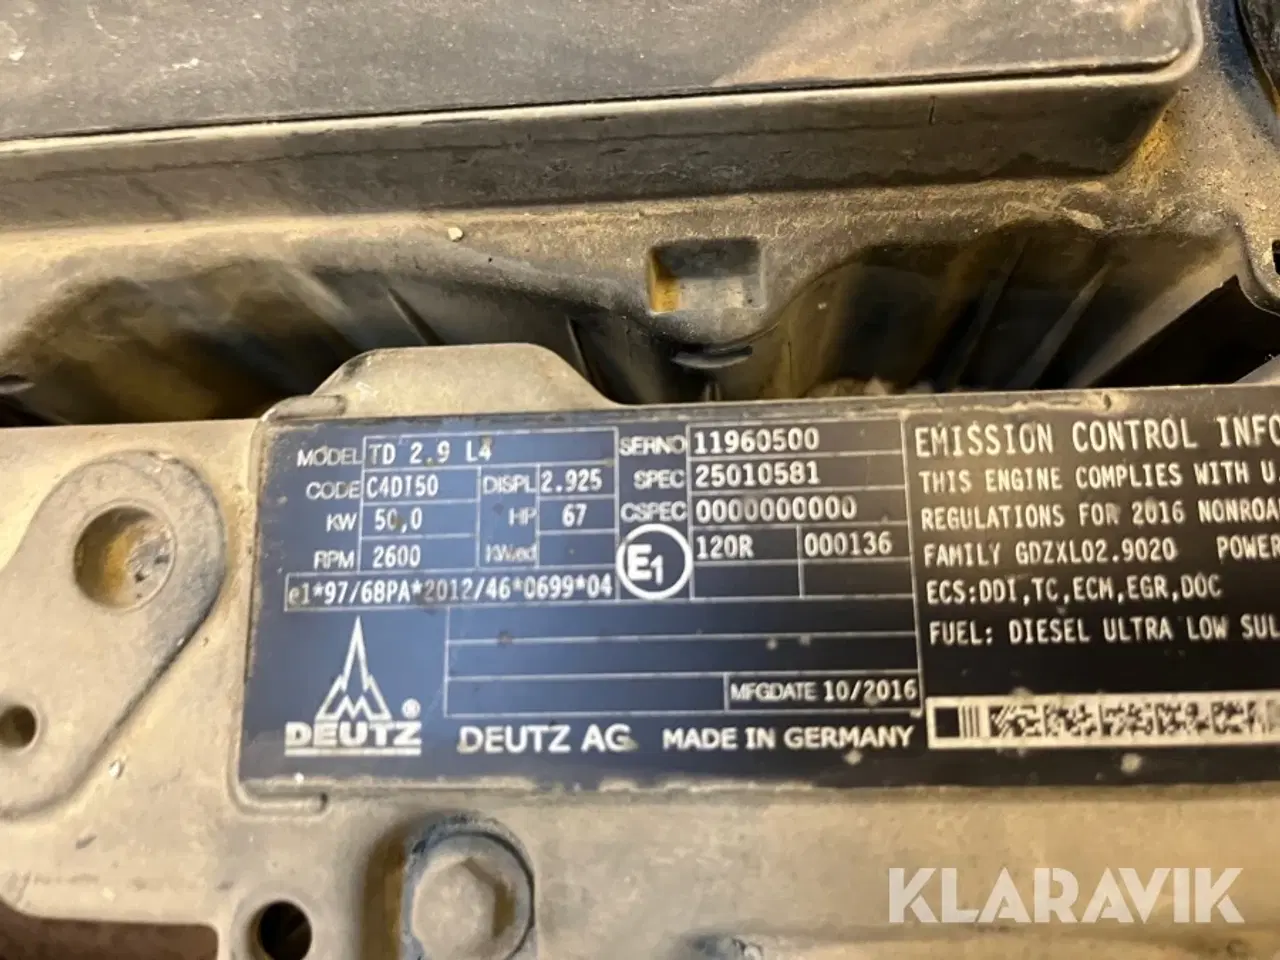 MODEL TD 2.9 L4
CODE C4DT50 DISPL 2.925
KW 50,0 HP 67
RPM 2600 KWed
e1*97/68PA*2012/46*0699*04
SERNO 11960500
SPEC 25010581
CSPEC 0000000000
E1 120R 000136
MFGDATE 10/2016
DEUTZ ®
DEUTZ AG MADE IN GERMANY
EMISSION CONTROL INFO
THIS ENGINE COMPLIES WITH U
REGULATIONS FOR 2016 NONROA
FAMILY GDZXL02.9020 POWER
ECS:DDI,TC,ECM,EGR,DOC
FUEL: DIESEL ULTRA LOW SUL
KLARAVIK